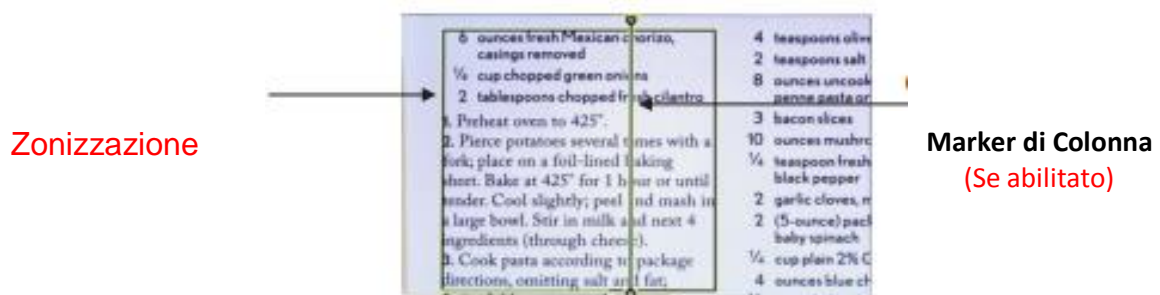 Zonizzazione
6 ounces fresh Mexican chorizo,
casings removed
¼ cup chopped green onions
2 tablespoons chopped fresh cilantro
1. Preheat oven to 425°.
2. Pierce potatoes several times with a
fork; place on a foil-lined baking
sheet. Bake at 425° for 1 hour or until
tender. Cool slightly; peel and mash in
a large bowl. Stir in milk and next 4
ingredients (through cheese).
3. Cook pasta according to package
directions, omitting salt and fat;
4 teaspoons olive
2 teaspoons salt
8 ounces uncook
penne pasta or
3 bacon slices
10 ounces mushro
¼ teaspoon fresh
black pepper
2 garlic cloves, m
2 (5-ounce) pack
baby spinach
¼ cup plain 2% G
4 ounces blue ch
Marker di Colonna
(Se abilitato)